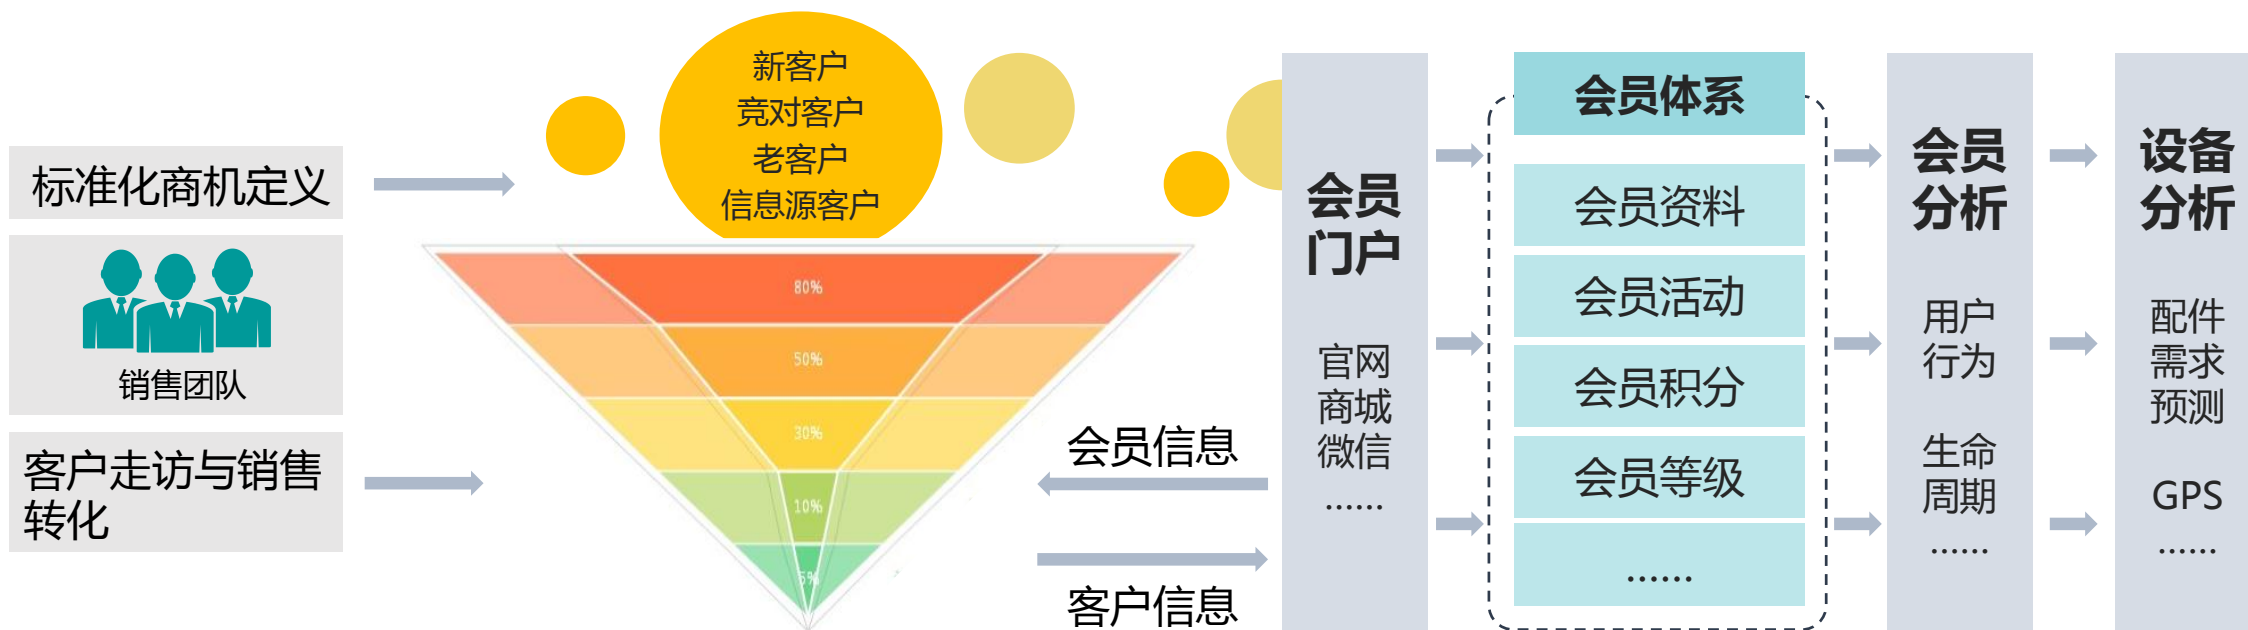 标准化商机定义
销售团队
客户走访与销售
转化
新客户
竞对客户
老客户
信息源客户
80%
50%
30%
10%
5%
会员信息
客户信息
会员
门户
官网
商城
微信
......
会员体系
会员资料
会员活动
会员积分
会员等级
......
会员
分析
用户
行为
生命
周期
......
设备
分析
配件
需求
预测
GPS
......